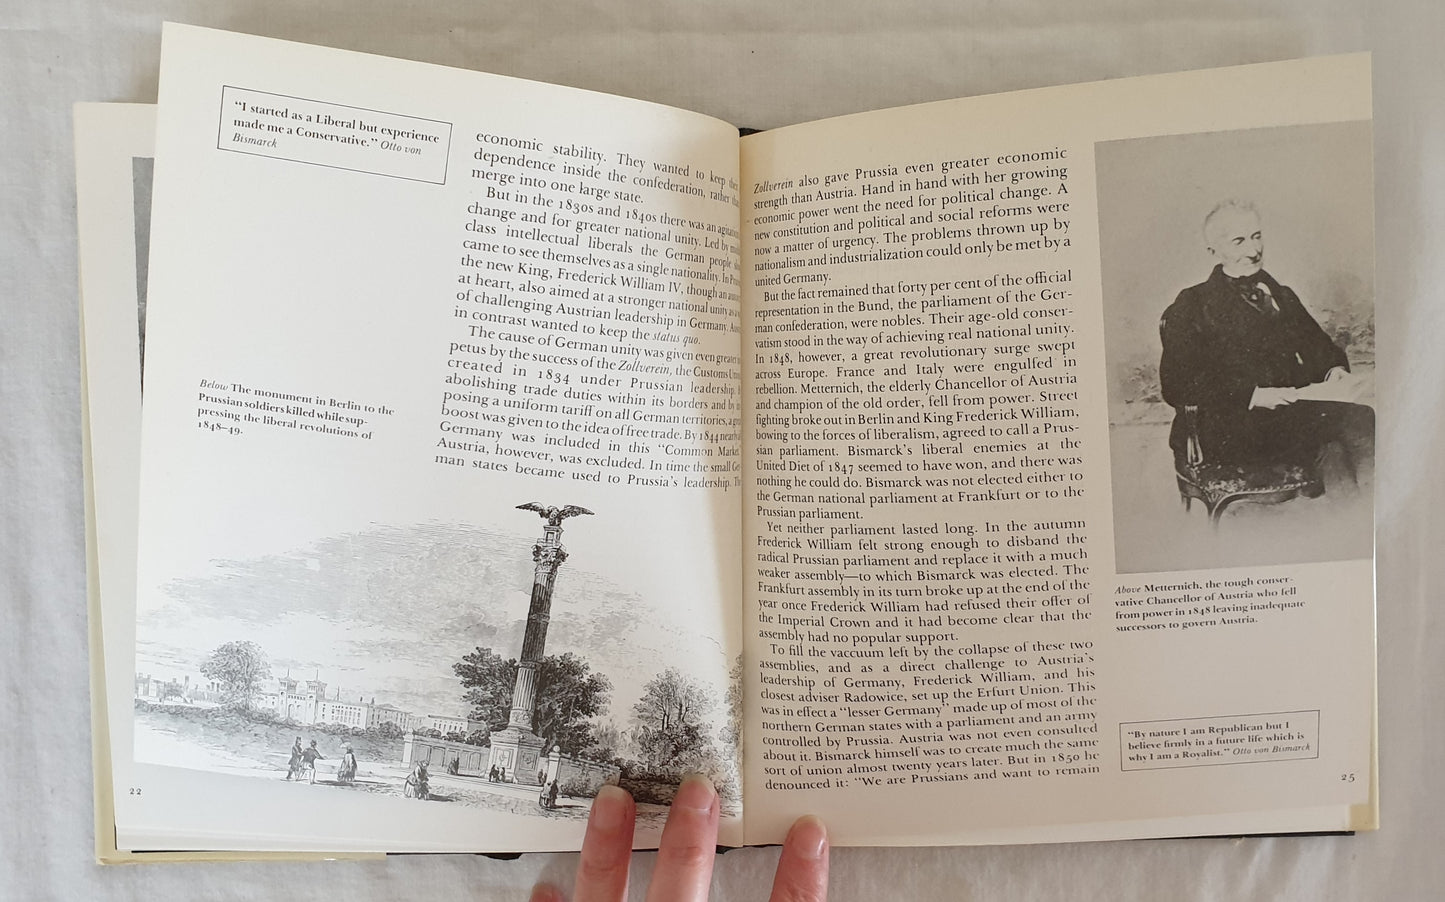 "I started as a Liberal but experience
made me a Conservative." Otto von
Bismarck
economic stability. They wanted to keep
dependence inside the confederation, rather
merge into one large state.
But in the 1830s and 1840s there was an
change and for greater national unity. Led by
class intellectual liberals the German people
came to see themselves as a single nationality. In
the new King, Frederick William IV, though an
at heart, also aimed at a stronger national unity as a
of challenging Austrian leadership in Germany.
in contrast wanted to keep the status quo.
The cause of German unity was given even greater
petus by the success of the Zollverein, the Customs
created in 1834 under Prussian leadership.
abolishing trade duties within its borders and by
posing a uniform tariff on all German territories, a
boost was given to the idea of free trade. By 1844
Germany was included in this "Common Market."
Austria, however, was excluded. In time the small Ger-
man states became used to Prussia's leadership.
Below The monument in Berlin to the
Prussian soldiers killed while sup-
pressing the liberal revolutions of
1848–49.
22
Zollverein also gave Prussia even greater economic
strength than Austria. Hand in hand with her growing
economic power went the need for political change. A
new constitution and political and social reforms were
now a matter of urgency. The problems thrown up by
nationalism and industrialization could only be met by a
united Germany.
But the fact remained that forty per cent of the official
representation in the Bund, the parliament of the Ger-
man confederation, were nobles. Their age-old conser-
vatism stood in the way of achieving real national unity.
In 1848, however, a great revolutionary surge swept
across Europe. France and Italy were engulfed in
rebellion. Metternich, the elderly Chancellor of Austria
and champion of the old order, fell from power. Street
fighting broke out in Berlin and King Frederick William,
bowing to the forces of liberalism, agreed to call a Prus-
sian parliament. Bismarck's liberal enemies at the
United Diet of 1847 seemed to have won, and there was
nothing he could do. Bismarck was not elected either to
the German national parliament at Frankfurt or to the
Prussian parliament.
Yet neither parliament lasted long. In the autumn
Frederick William felt strong enough to disband the
radical Prussian parliament and replace it with a much
weaker assembly—to which Bismarck was elected. The
Frankfurt assembly in its turn broke up at the end of the
year once Frederick William had refused their offer of
the Imperial Crown and it had become clear that the
assembly had no popular support.
To fill the vacuum left by the collapse of these two
assemblies, and as a direct challenge to Austria's
leadership of Germany, Frederick William, and his
closest adviser Radowice, set up the Erfurt Union. This
was in effect a "lesser Germany" made up of most of the
northern German states with a parliament and an army
controlled by Prussia. Austria was not even consulted
about it. Bismarck himself was to create much the same
sort of union almost twenty years later. But in 1850 he
denounced it: "We are Prussians and want to remain
Above Metternich, the tough conser-
vative Chancellor of Austria who fell
from power in 1848 leaving inadequate
successors to govern Austria.
"By nature I am Republican but I
believe firmly in a future life which is
why I am a Royalist." Otto von Bismarck
25